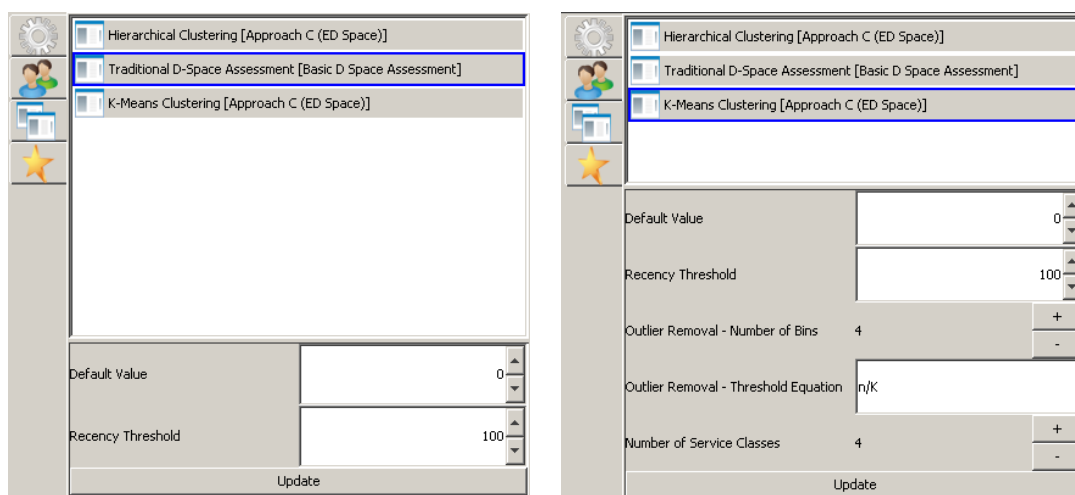 Hierarchical Clustering [Approach C (ED Space)]
Traditional D-Space Assessment [Basic D Space Assessment]
K-Means Clustering [Approach C (ED Space)]
Default Value 0
Recency Threshold 100
Update
Hierarchical Clustering [Approach C (ED Space)]
Traditional D-Space Assessment [Basic D Space Assessment]
K-Means Clustering [Approach C (ED Space)]
Default Value 0
Recency Threshold 100
Outlier Removal - Number of Bins 4 + -
Outlier Removal - Threshold Equation n/K
Number of Service Classes 4 + -
Update